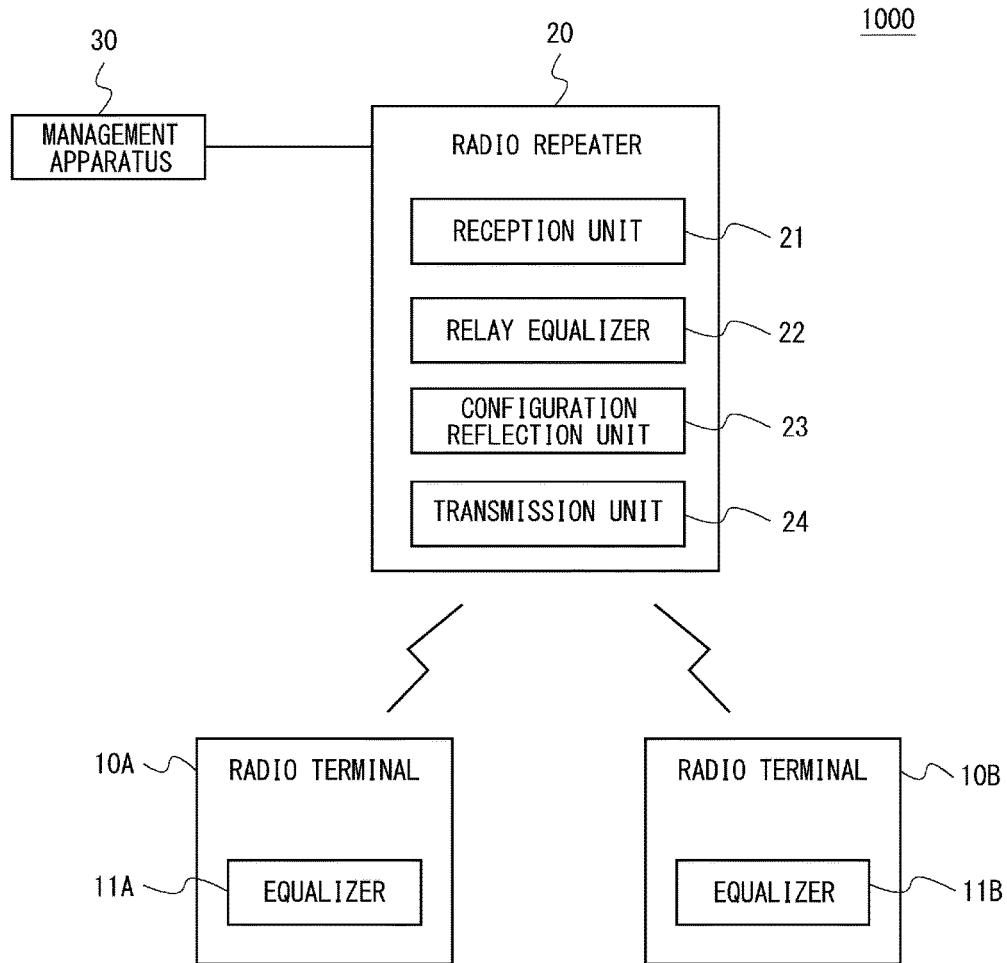 1000
30
20
MANAGEMENT
APPARATUS
RADIO REPEATER
RECEPTION UNIT
21
RELAY EQUALIZER
22
CONFIGURATION
REFLECTION UNIT
23
TRANSMISSION UNIT
24
10A
RADIO TERMINAL
RADIO TERMINAL
10B
11A
EQUALIZER
EQUALIZER
11B